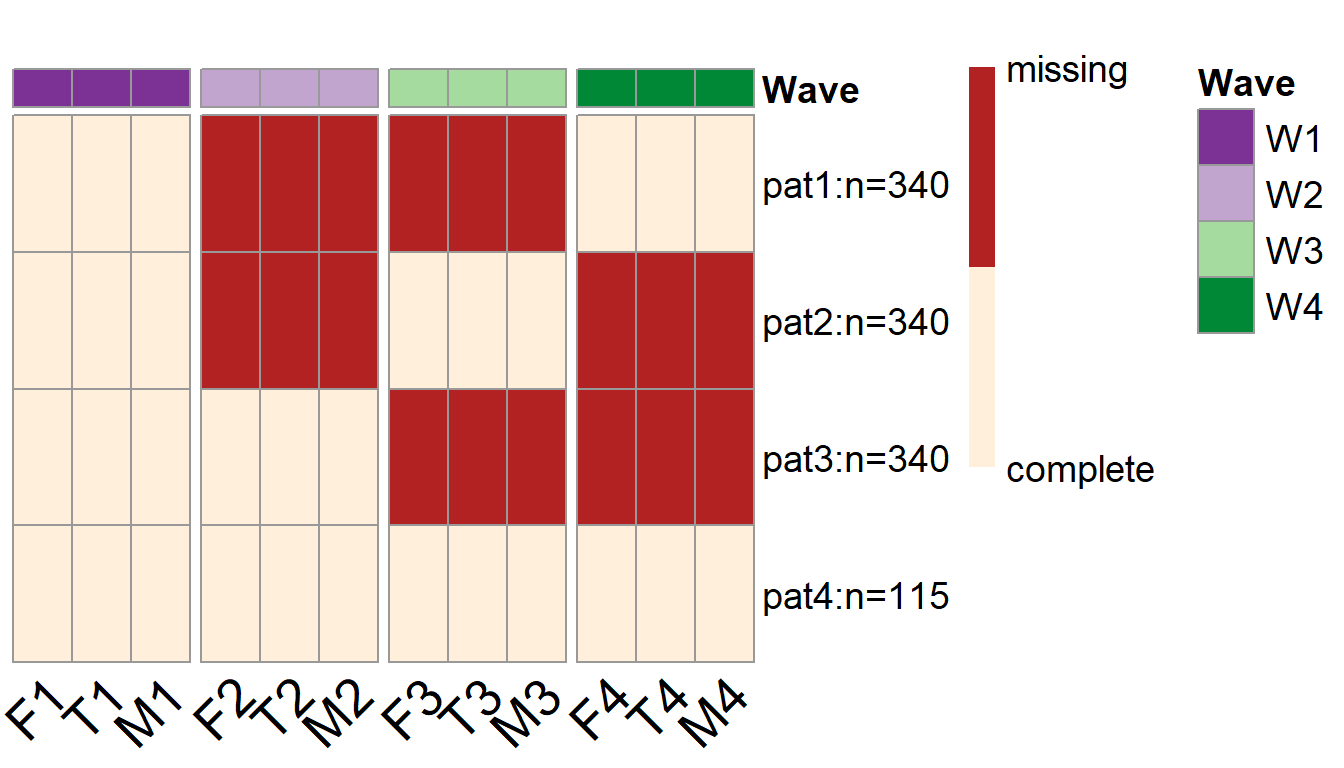 Wave
pat1:n=340
pat2:n=340
pat3:n=340
pat4:n=115
F1 T1 M1 F2 T2 M2 F3 T3 M3 F4 T4 M4
missing
complete
Wave
W1
W2
W3
W4